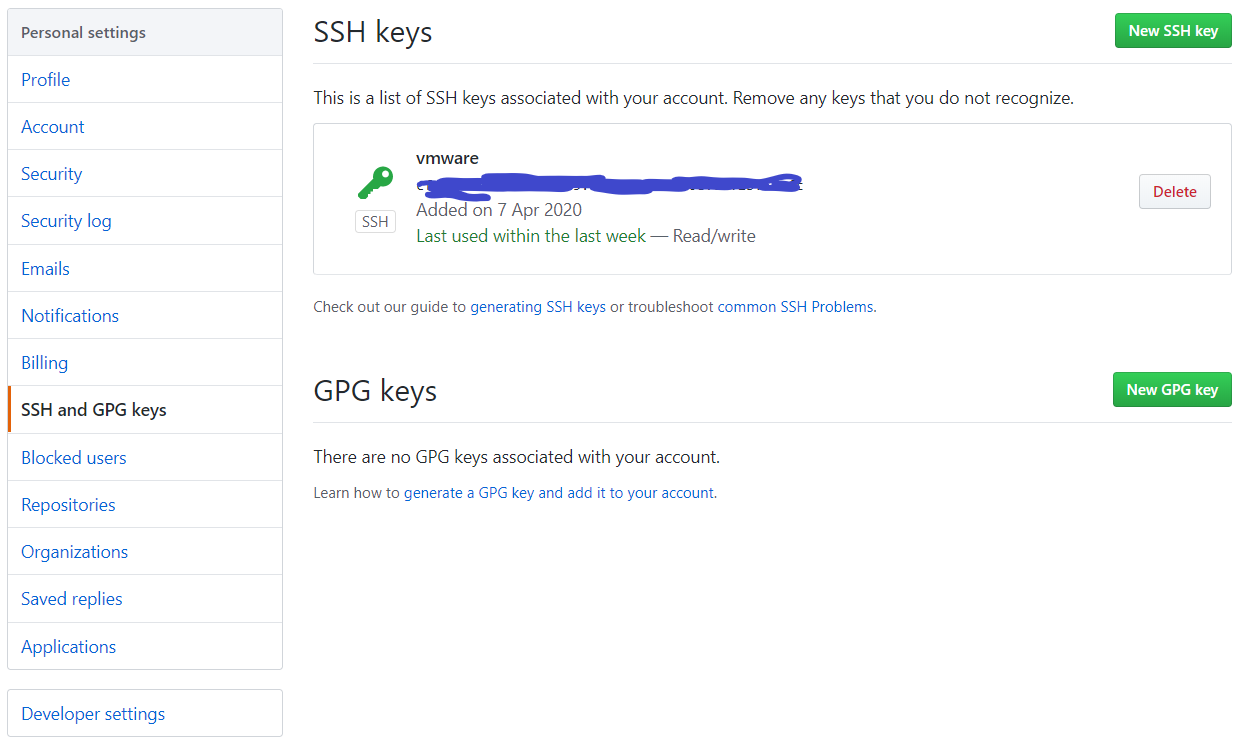 Personal settings
Profile
Account
Security
Security log
Emails
Notifications
Billing
SSH and GPG keys
Blocked users
Repositories
Organizations
Saved replies
Applications
Developer settings
SSH keys
New SSH key
This is a list of SSH keys associated with your account. Remove any keys that you do not recognize.
vmware
SSH
Added on 7 Apr 2020
Last used within the last week — Read/write
Delete
Check out our guide to generating SSH keys or troubleshoot common SSH Problems.
GPG keys
New GPG key
There are no GPG keys associated with your account.
Learn how to generate a GPG key and add it to your account.